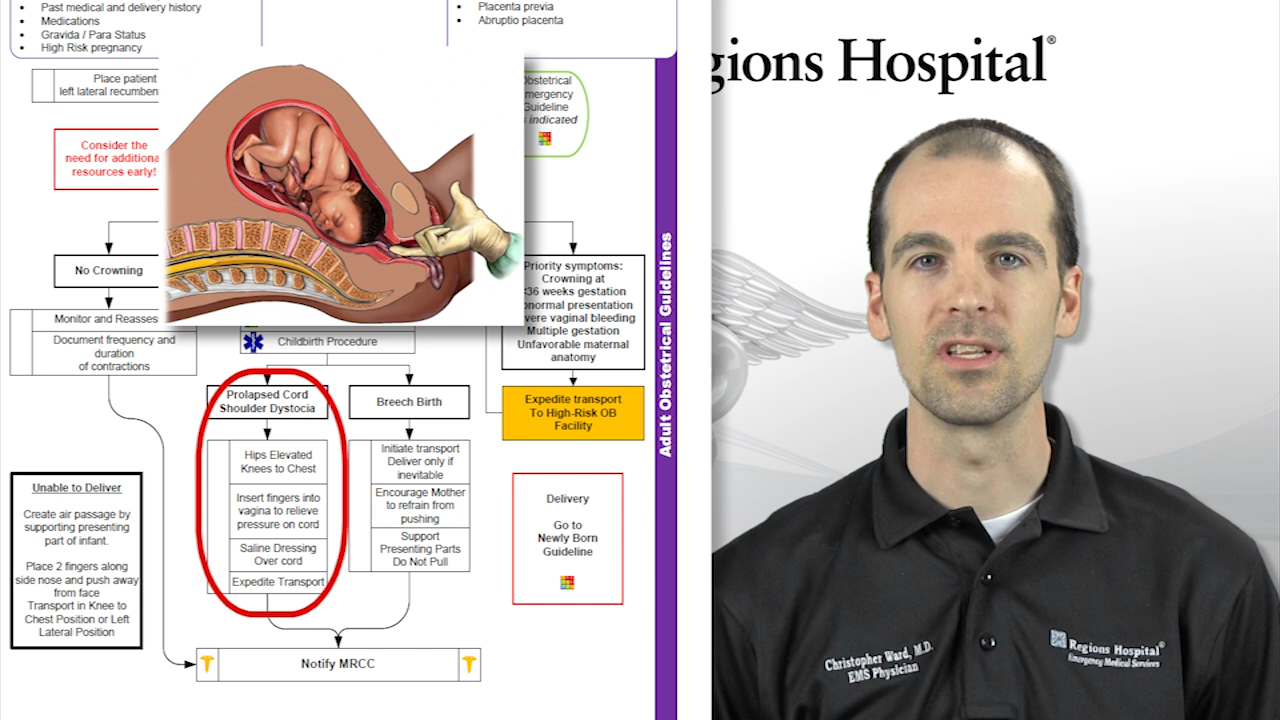 Past medical and delivery history
Medications
Gravida / Para Status
High Risk pregnancy
Placenta previa
Abruptio placenta
Place patient
left lateral recumben
Consider the
need for additiona
resources early!
Obstetrical
mergency
Guideline
s indicated
No Crowning
Monitor and Reasses
Document frequency and
duration
of contractions
Childbirth Procedure
Priority symptoms:
Crowning at
36 weeks gestation
normal presentation
vere vaginal bleeding
Multiple gestation
Unfavorable maternal
anatomy
Expedite transport
To High-Risk OB
Facility
Prolapsed Cord
Shoulder Dystocia
Hips Elevated
Knees to Chest
Insert fingers into
vagina to relieve
pressure on cord
Saline Dressing
Over cord
Expedite Transport
Breech Birth
Initiate transport
Deliver only if
inevitable
Encourage Mother
to refrain from
pushing
Support
Presenting Parts
Do Not Pull
Unable to Deliver
Create air passage by
supporting presenting
part of infant.
Place 2 fingers along
side nose and push away
from face
Transport in Knee to
Chest Position or Left
Lateral Position
Delivery
Go to
Newly Born
Guideline
Notify MRCC
Adult Obstetrical Guidelines
gions Hospital®
Christopher Ward, M.D.
EMS Physician
Regions Hospital®
Emergency Medical Services